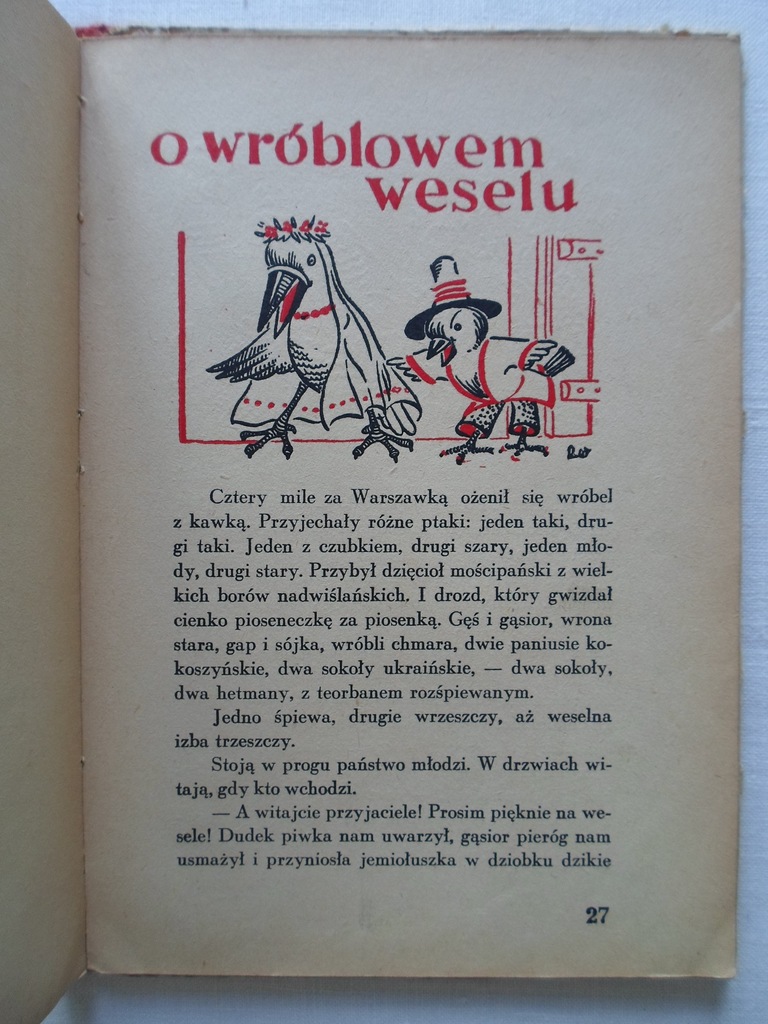 o wróblowem
weselu
RW
Cztery mile za Warszawką ożenił się wróbel
z kawką. Przyjechały różne ptaki: jeden taki, dru-
gi taki. Jeden z czubkiem, drugi szary, jeden mło-
dy, drugi stary. Przybył dzięcioł mościpański z wiel-
kich borów nadwiślańskich. I drozd, który gwizdał
cienko pioseneczkę za piosenką. Gęś i gąsior, wrona
stara, gap i sójka, wróbli chmara, dwie paniusie ko-
koszyńskie, dwa sokoły ukraińskie, — dwa sokoły,
dwa hetmany, z teorbanem rozśpiewanym.
Jedno śpiewa, drugie wrzeszczy, aż weselna
izba trzeszczy.
Stoją w progu państwo młodzi. W drzwiach wi-
tają, gdy kto wchodzi.
— A witajcie przyjaciele! Prosim pięknie na we-
sele! Dudek piwka nam uwarzył, gąsior pieróg nam
usmażył i przyniosła jemiołuszka w dziobku dzikie
27